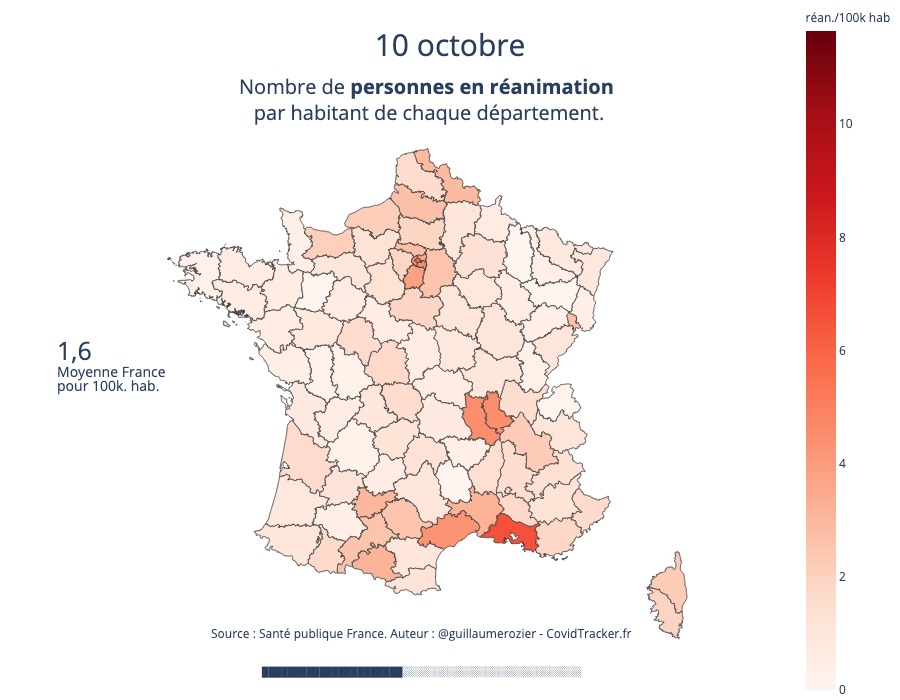 réan./100k hab
10 octobre
Nombre de personnes en réanimation
par habitant de chaque département.
10
8
6
1,6
Moyenne France
pour 100k. hab.
4
2
Source : Santé publique France. Auteur : @guillaumerozier - CovidTracker.fr
0